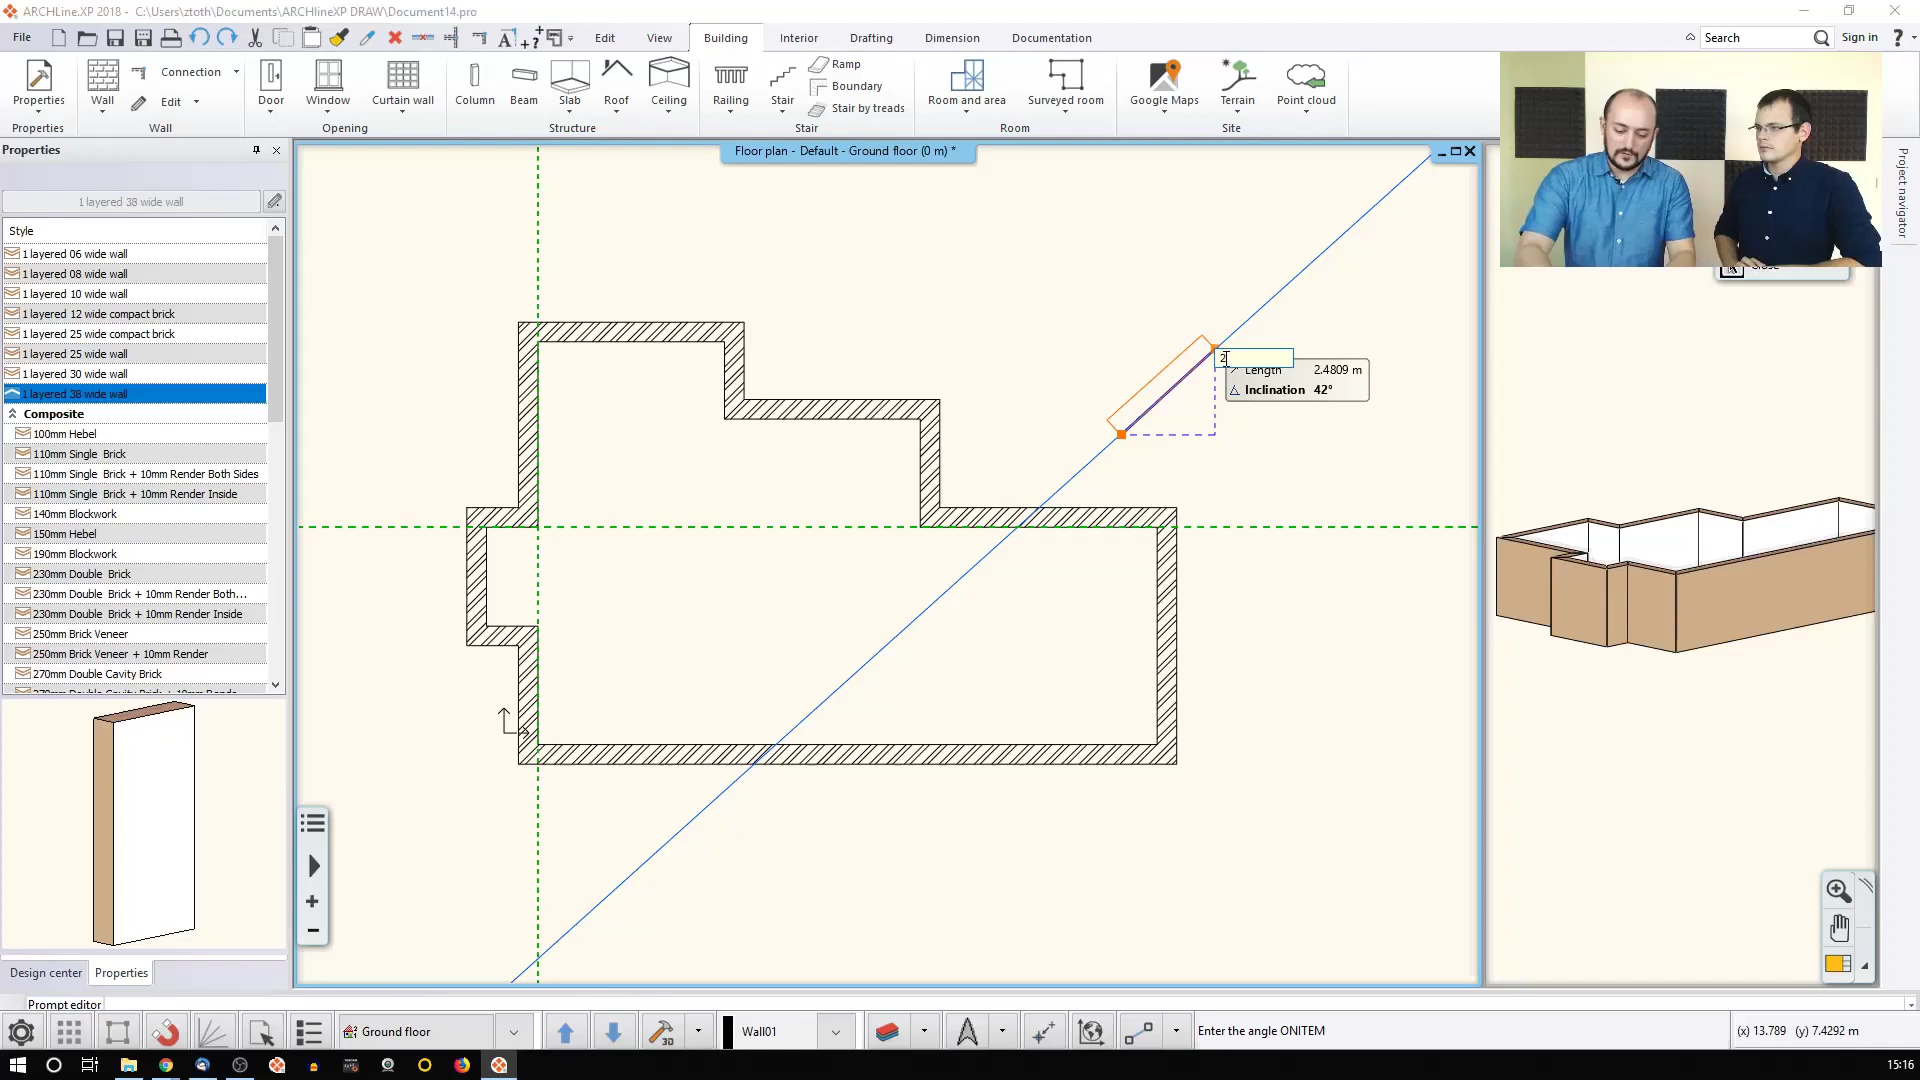 ARCHLine.XP 2018 - C:\Users\ztoth\Documents\ARCHlineXP DRAW\Document14.pro
File
Edit
View
Building
Interior
Drafting
Dimension
Documentation
Search
Sign in
Properties
Wall
Connection
Edit
Door
Window
Curtain wall
Column
Beam
Slab
Roof
Ceiling
Railing
Stair
Ramp
Boundary
Stair by treads
Room and area
Surveyed room
Google Maps
Terrain
Point cloud
Properties
Wall
Opening
Structure
Stair
Room
Site
Properties
1 layered 38 wide wall
Style
1 layered 06 wide wall
1 layered 08 wide wall
1 layered 10 wide wall
1 layered 12 wide compact brick
1 layered 25 wide compact brick
1 layered 25 wide wall
1 layered 30 wide wall
1 layered 38 wide wall
Composite
100mm Hebel
110mm Single Brick
110mm Single Brick + 10mm Render Both Sides
110mm Single Brick + 10mm Render Inside
140mm Blockwork
150mm Hebel
190mm Blockwork
230mm Double Brick
230mm Double Brick + 10mm Render Both...
230mm Double Brick + 10mm Render Inside
250mm Brick Veneer
250mm Brick Veneer + 10mm Render
270mm Double Cavity Brick
Design center
Properties
Floor plan - Default - Ground floor (0 m) *
2
Length 2.4809 m
Inclination 42°
Project navigator
Prompt editor
Ground floor
3D
Wall01
Enter the angle ONITEM
(x) 13.789 (y) 7.4292 m
15:16